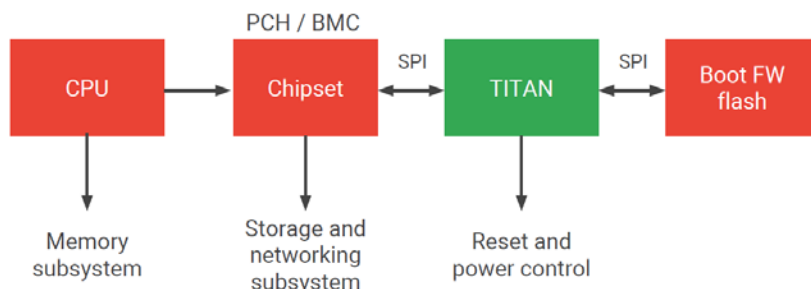 PCH / BMC
CPU
Chipset
SPI
TITAN
SPI
Boot FW
flash
Memory
subsystem
Storage and
networking
subsystem
Reset and
power control